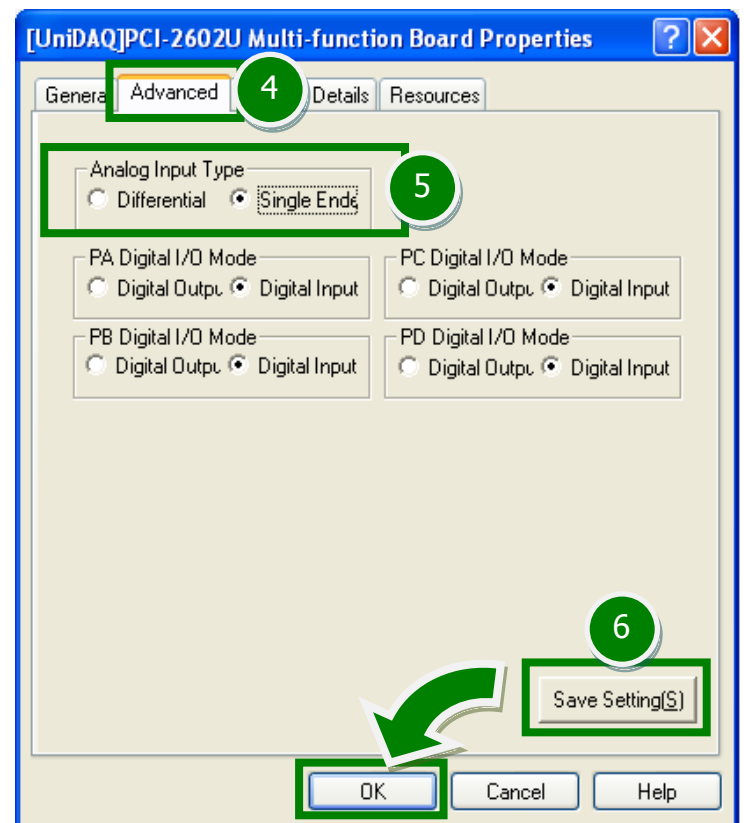 [UniDAQ]PCI-2602U Multi-function Board Properties
Genera Advanced 4 Details Resources
Analog Input Type
Differential Single Ende
5
PA Digital I/O Mode PC Digital I/O Mode
Digital Outpu Digital Input Digital Outpu Digital Input
PB Digital I/O Mode PD Digital I/O Mode
Digital Outpu Digital Input Digital Outpu Digital Input
6
Save Setting(S)
OK Cancel Help